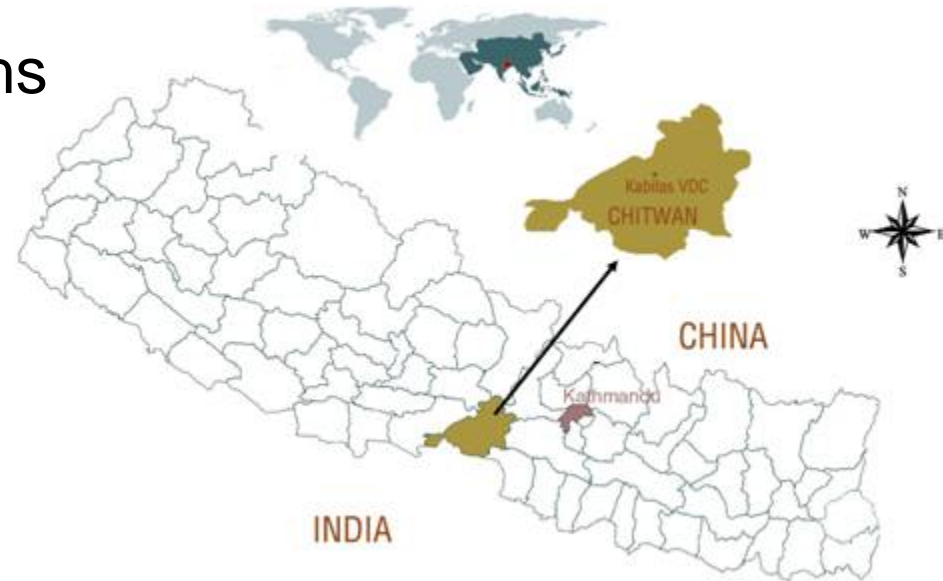 ns
Kabilas VDC
CHITWAN
N
W E
S
CHINA
Kathmandu
INDIA